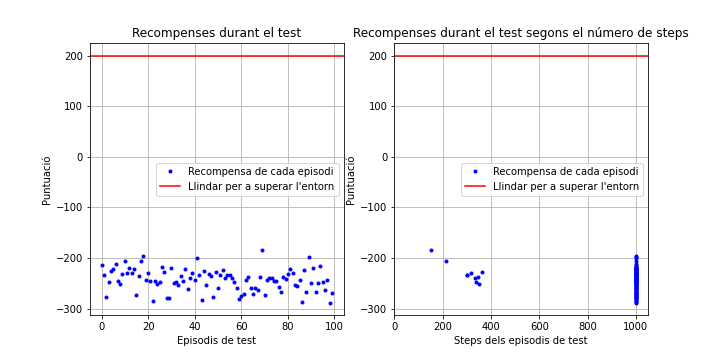 Recompenses durant el test
200
100
0
−100
−200
−300
Puntuació
Recompensa de cada episodi
Llindar per a superar l'entorn
0
20
40
60
80
100
Episodis de test
Recompenses durant el test segons el número de steps
200
100
0
−100
−200
−300
Puntuació
Recompensa de cada episodi
Llindar per a superar l'entorn
0
200
400
600
800
1000
Steps dels episodis de test